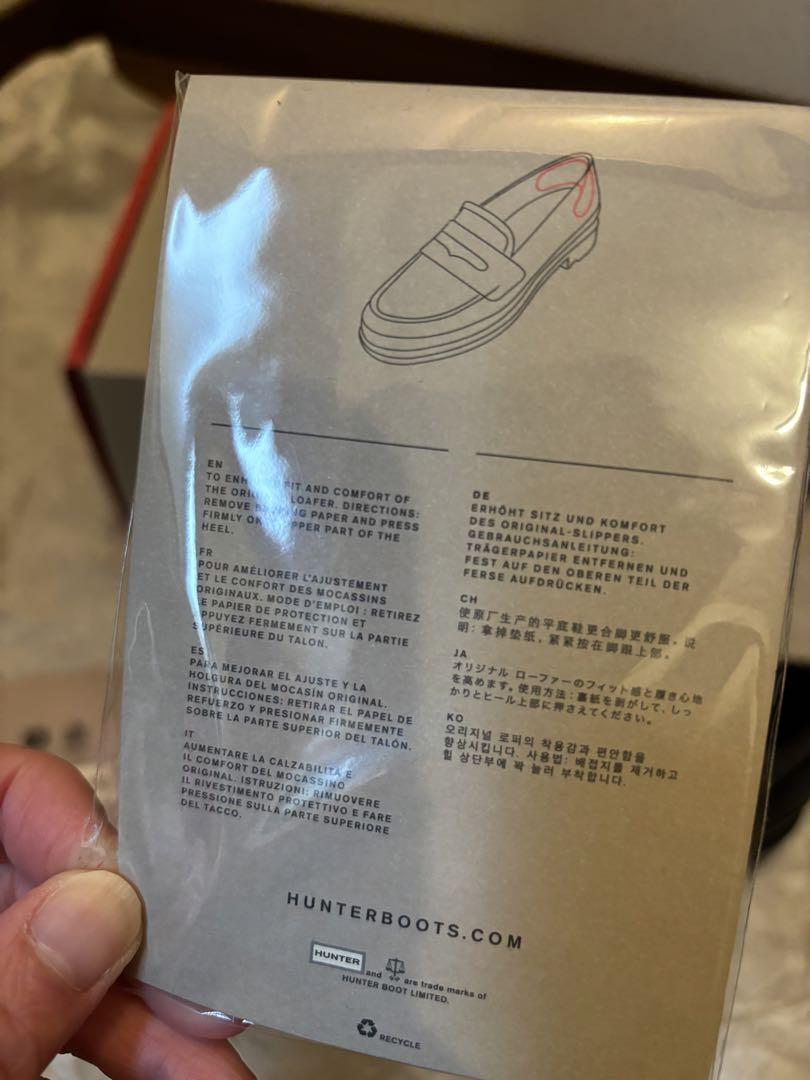 EN
TO FIT AND COMFORT OF
THE LOAFER. DIRECTIONS:
REMOVE PAPER AND PRESS
FIRMLY PART OF THE
HEEL.
FR
POUR AMÉLIORER L'AJUSTEMENT
ET LE CONFORT DES MOCASSINS
ORIGINAUX. MODE D'EMPLOI : RETIREZ
LE PAPIER DE PROTECTION ET
APPUYEZ FERMEMENT SUR LA PARTIE
SUPÉRIEURE DU TALON.
ES
PARA MEJORAR EL AJUSTE Y LA
HOLGURA DEL MOCASÍN ORIGINAL.
INSTRUCCIONES: RETIRAR EL PAPEL DE
REFUERZO Y PRESIONAR FIRMEMENTE
SOBRE LA PARTE SUPERIOR DEL TALÓN.
IT
AUMENTARE LA CALZABILITÀ E
IL COMFORT DEL MOCASSINO
ORIGINAL. ISTRUZIONI: RIMUOVERE
IL RIVESTIMENTO PROTETTIVO E FARE
PRESSIONE SULLA PARTE SUPERIORE
DEL TACCO.
DE
ERHÖHT SITZ UND KOMFORT
DES ORIGINAL-SLIPPERS.
GEBRAUCHSANLEITUNG:
TRÄGERPAPIER ENTFERNEN UND
FEST AUF DEN OBEREN TEIL DER
FERSE AUFDRÜCKEN.
CH
使原厂生产的平底鞋更合脚更舒服。说
明：拿掉垫纸，紧紧按在脚跟上部。
JA
オリジナル ローファーのフィット感と履き心地
を高めます。使用方法：裏紙を剥がして、しっ
かりとヒール上部に押さえてください。
KO
오리지널 로퍼의 착용감과 편안함을
향상시킵니다. 사용법: 배접지를 제거하고
힐 상단부에 꽉 눌러 부착합니다.
HUNTERBOOTS.COM
HUNTER and are trade marks of
HUNTER BOOT LIMITED.
RECYCLE